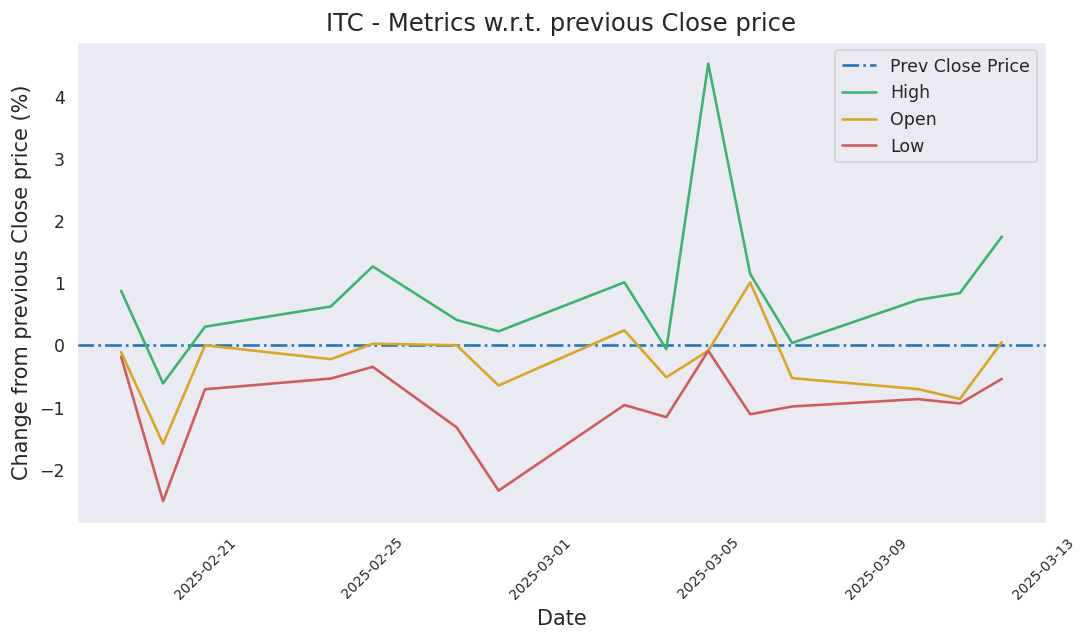 ITC - Metrics w.r.t. previous Close price
Change from previous Close price (%)
4
3
2
1
0
−1
−2
Prev Close Price
High
Open
Low
2025-02-21
2025-02-25
2025-03-01
2025-03-05
2025-03-09
2025-03-13
Date